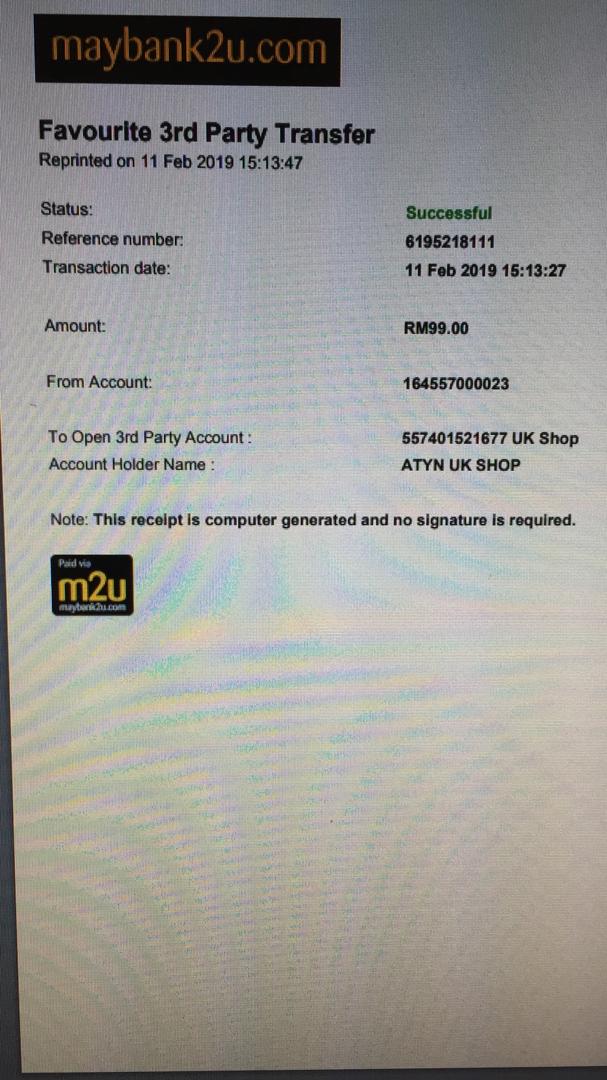 maybank2u.com
Favourite 3rd Party Transfer
Reprinted on 11 Feb 2019 15:13:47
Status: Successful
Reference number: 6195218111
Transaction date: 11 Feb 2019 15:13:27
Amount: RM99.00
From Account: 164557000023
To Open 3rd Party Account : 557401521677 UK Shop
Account Holder Name : ATYN UK SHOP
Note: This receipt is computer generated and no signature is required.
Paid via
m2u
maybank2u.com